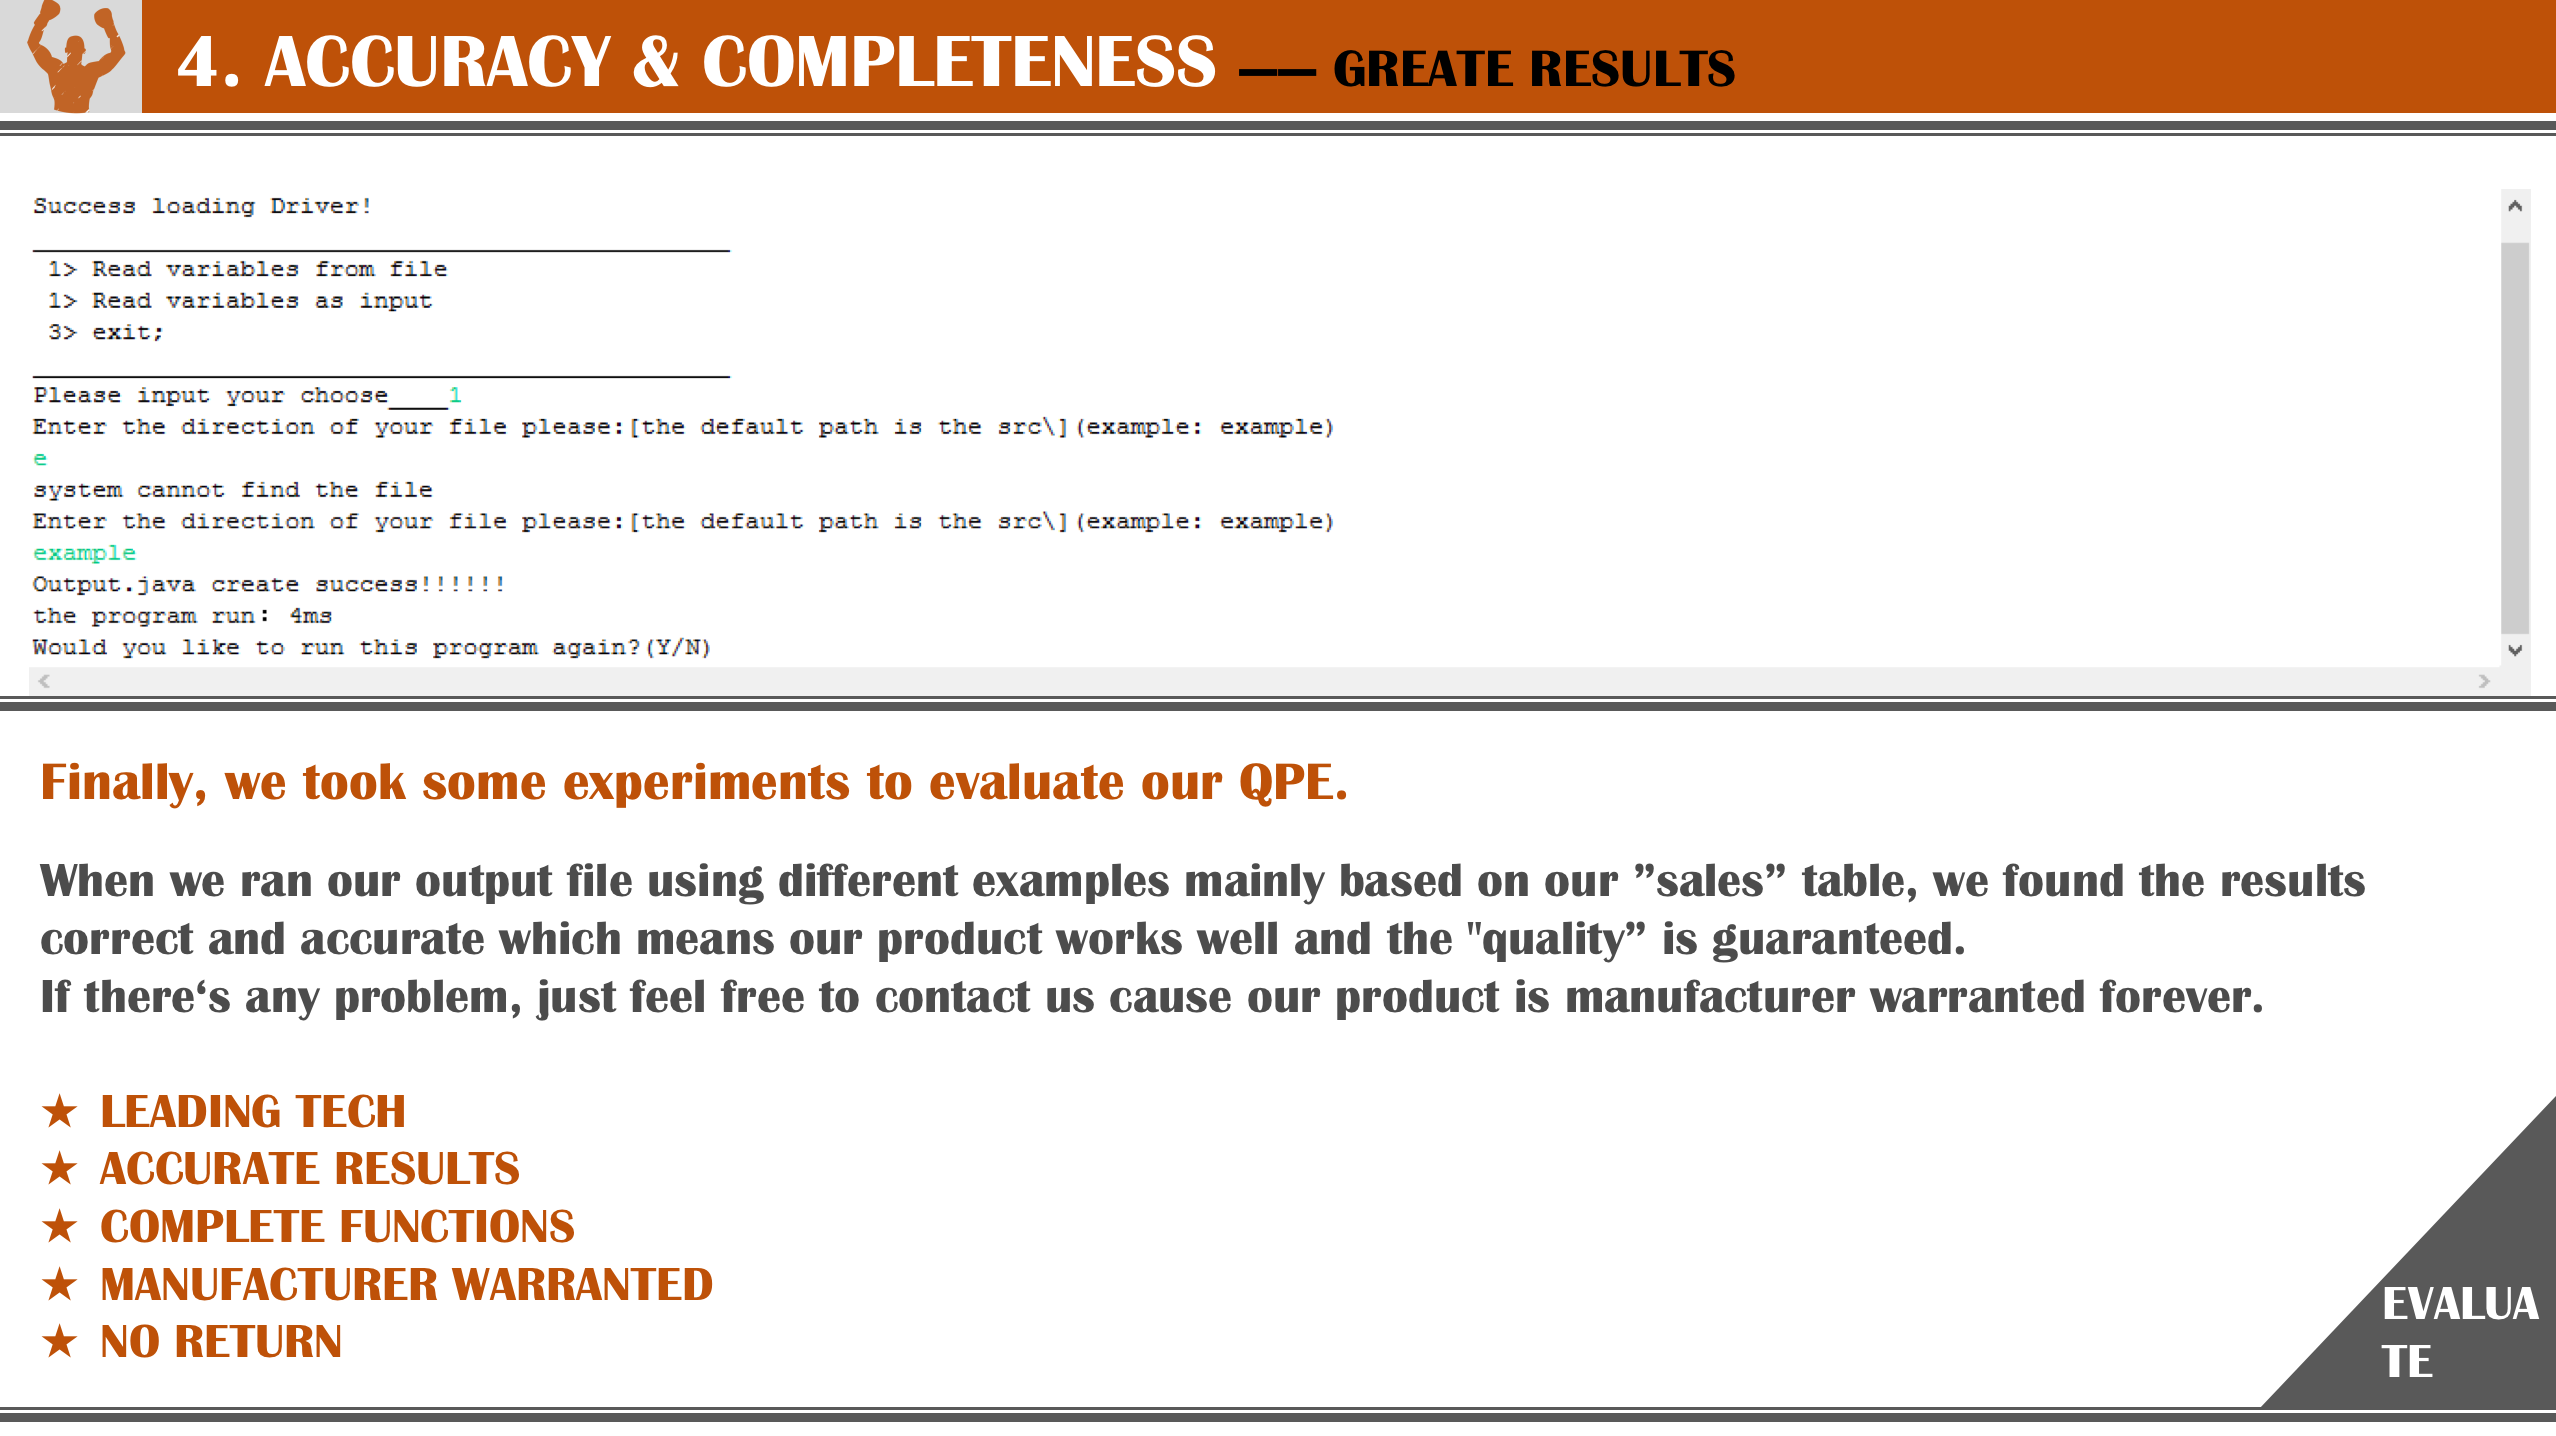 4. ACCURACY & COMPLETENESS —— GREATE RESULTS
Success loading Driver!
_______________________________________________
1> Read variables from file
1> Read variables as input
3> exit;
_______________________________________________
Please input your choose____1
Enter the direction of your file please:[the default path is the src\](example: example)
e
system cannot find the file
Enter the direction of your file please:[the default path is the src\](example: example)
example
Output.java create success!!!!!!
the program run: 4ms
Would you like to run this program again?(Y/N)
Finally, we took some experiments to evaluate our QPE.
When we ran our output file using different examples mainly based on our ”sales” table, we found the results
correct and accurate which means our product works well and the "quality” is guaranteed.
If there‘s any problem, just feel free to contact us cause our product is manufacturer warranted forever.
★ LEADING TECH
★ ACCURATE RESULTS
★ COMPLETE FUNCTIONS
★ MANUFACTURER WARRANTED
★ NO RETURN
EVALUA
TE